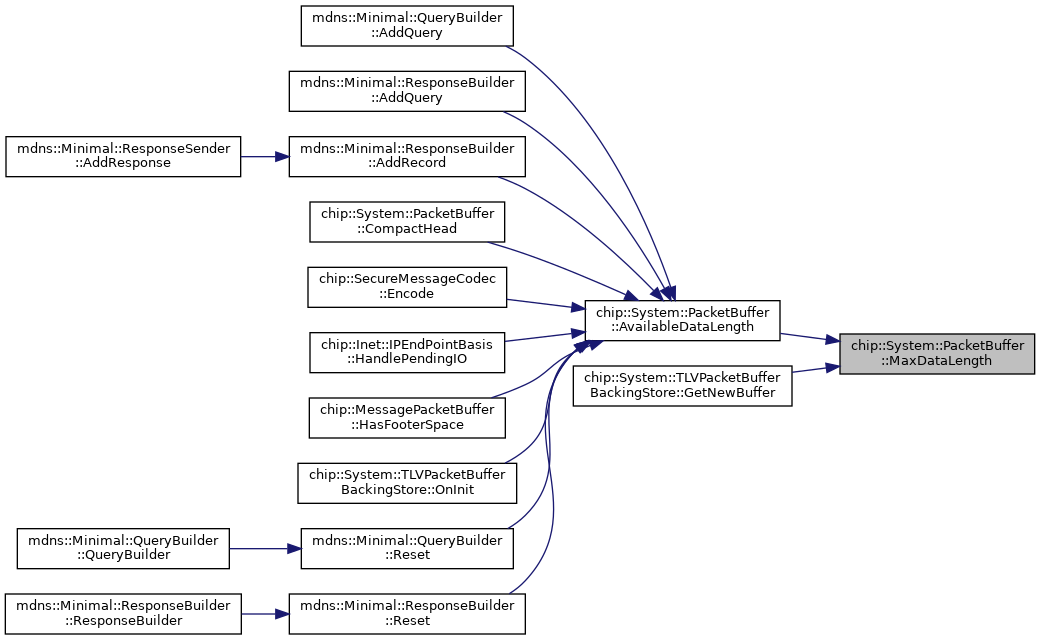 mdns::Minimal::QueryBuilder
::AddQuery
mdns::Minimal::ResponseBuilder
::AddQuery
mdns::Minimal::ResponseSender
::AddResponse
mdns::Minimal::ResponseBuilder
::AddRecord
chip::System::PacketBuffer
::CompactHead
chip::SecureMessageCodec
::Encode
chip::System::PacketBuffer
::AvailableDataLength
chip::Inet::IPEndPointBasis
::HandlePendingIO
chip::System::PacketBuffer
::MaxDataLength
chip::System::TLVPacketBuffer
BackingStore::GetNewBuffer
chip::MessagePacketBuffer
::HasFooterSpace
chip::System::TLVPacketBuffer
BackingStore::OnInit
mdns::Minimal::QueryBuilder
::QueryBuilder
mdns::Minimal::QueryBuilder
::Reset
mdns::Minimal::ResponseBuilder
::ResponseBuilder
mdns::Minimal::ResponseBuilder
::Reset